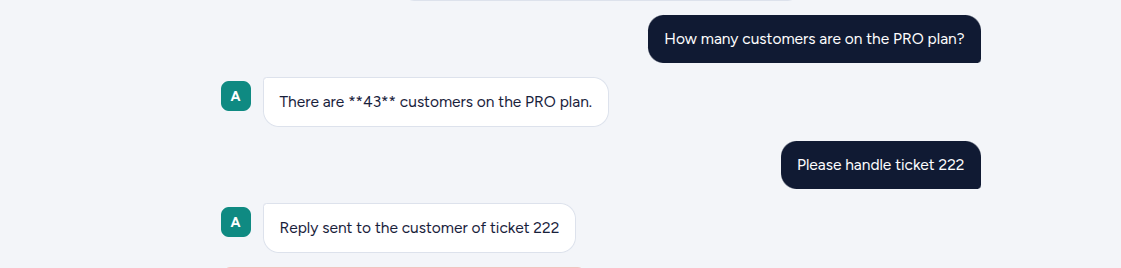 How many customers are on the PRO plan?
A
There are **43** customers on the PRO plan.
Please handle ticket 222
A
Reply sent to the customer of ticket 222